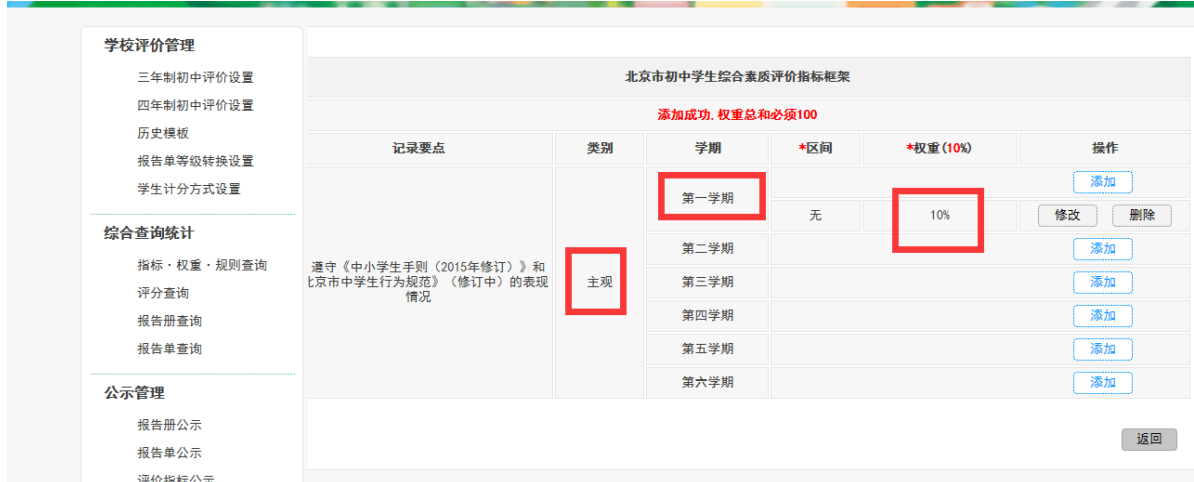 学校评价管理
三年制初中评价设置
四年制初中评价设置
历史模板
报告单等级转换设置
学生计分方式设置
综合查询统计
指标·权重·规则查询
评分查询
报告册查询
报告单查询
公示管理
报告册公示
报告单公示
评价指标公示
北京市初中学生综合素质评价指标框架
添加成功, 权重总和必须100
记录要点 类别 学期 *区间 *权重(10%) 操作
遵守《中小学生手则（2015年修订）》和
北京市中学生行为规范》（修订中）的表现
情况
主观
第一学期 添加
无 10% 修改 删除
第二学期 添加
第三学期 添加
第四学期 添加
第五学期 添加
第六学期 添加
返回